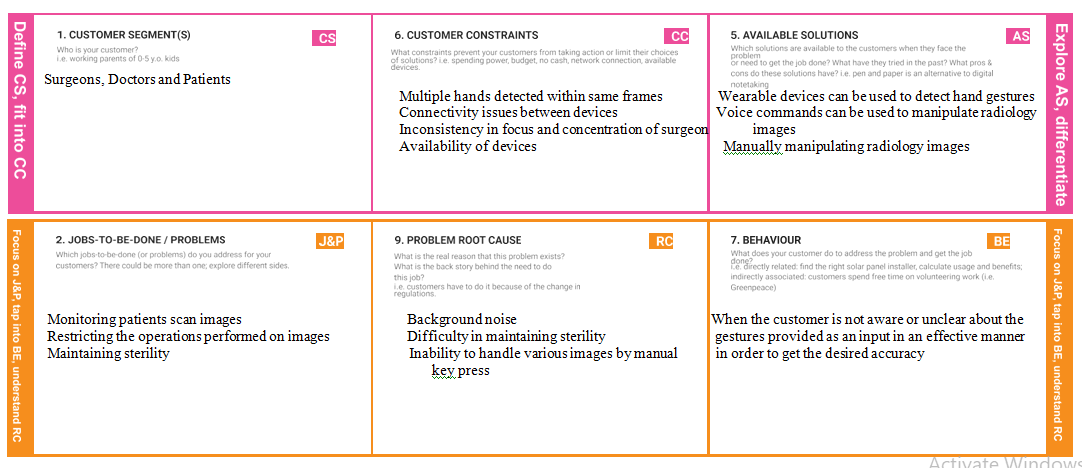 Define CS, fit into CC
1. CUSTOMER SEGMENT(S)
CS
Who is your customer?
i.e. working parents of 0-5 y.o. kids
Surgeons, Doctors and Patients
6. CUSTOMER CONSTRAINTS
CC
What constraints prevent your customers from taking action or limit their choices
of solutions? i.e. spending power, budget, no cash, network connection, available
devices.
Multiple hands detected within same frames
Connectivity issues between devices
Inconsistency in focus and concentration of surgeon
Availability of devices
5. AVAILABLE SOLUTIONS
AS
Which solutions are available to the customers when they face the
problem
or need to get the job done? What have they tried in the past? What pros &
cons do these solutions have? i.e. pen and paper is an alternative to digital
notetaking
Wearable devices can be used to detect hand gestures
Voice commands can be used to manipulate radiology
images
Manually manipulating radiology images
Explore AS, differentiate
Focus on J&P, tap into BE, understand RC
2. JOBS-TO-BE-DONE / PROBLEMS
J&P
Which jobs-to-be-done (or problems) do you address for your
customers? There could be more than one; explore different sides.
Monitoring patients scan images
Restricting the operations performed on images
Maintaining sterility
9. PROBLEM ROOT CAUSE
RC
What is the real reason that this problem exists?
What is the back story behind the need to do
this job?
i.e. customers have to do it because of the change in
regulations.
Background noise
Difficulty in maintaining sterility
Inability to handle various images by manual
key press
7. BEHAVIOUR
BE
What does your customer do to address the problem and get the job
done?
i.e. directly related: find the right solar panel installer, calculate usage and benefits;
indirectly associated: customers spend free time on volunteering work (i.e.
Greenpeace)
When the customer is not aware or unclear about the
gestures provided as an input in an effective manner
in order to get the desired accuracy
Focus on J&P, tap into BE, understand RC
Activate Windows